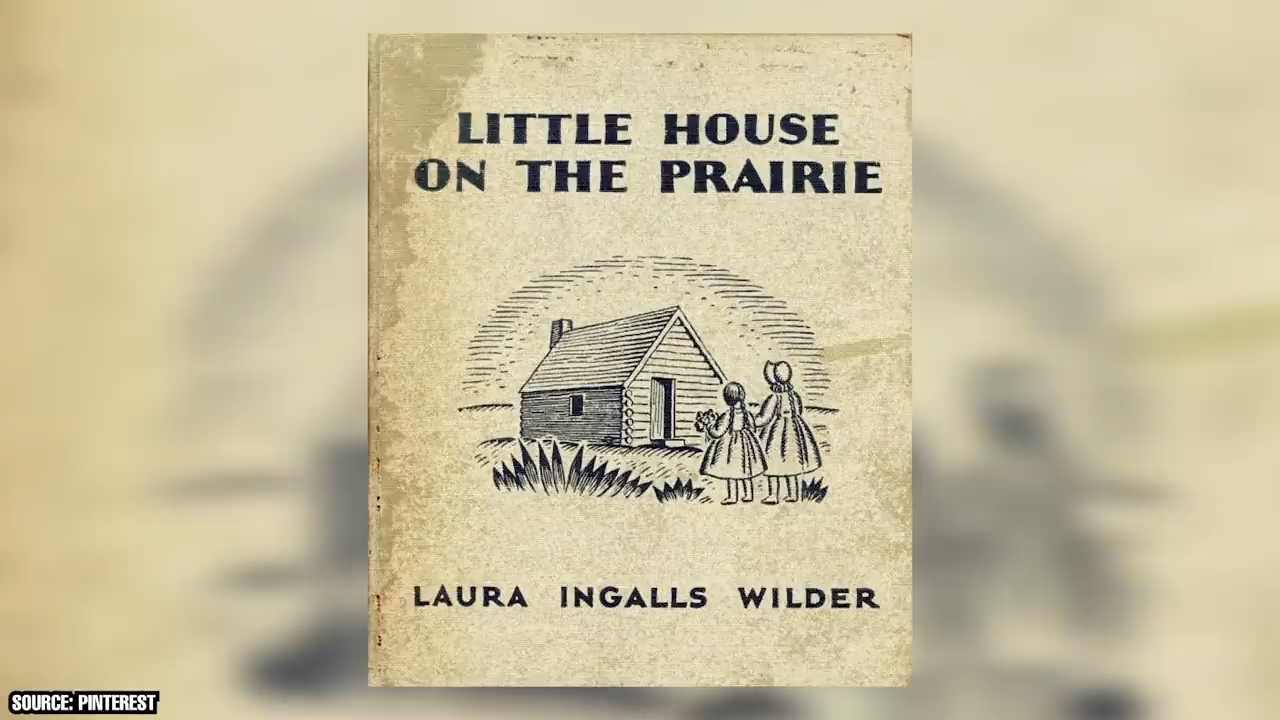 LITTLE HOUSE
ON THE PRAIRIE
LAURA INGALLS WILDER
SOURCE: PINTEREST